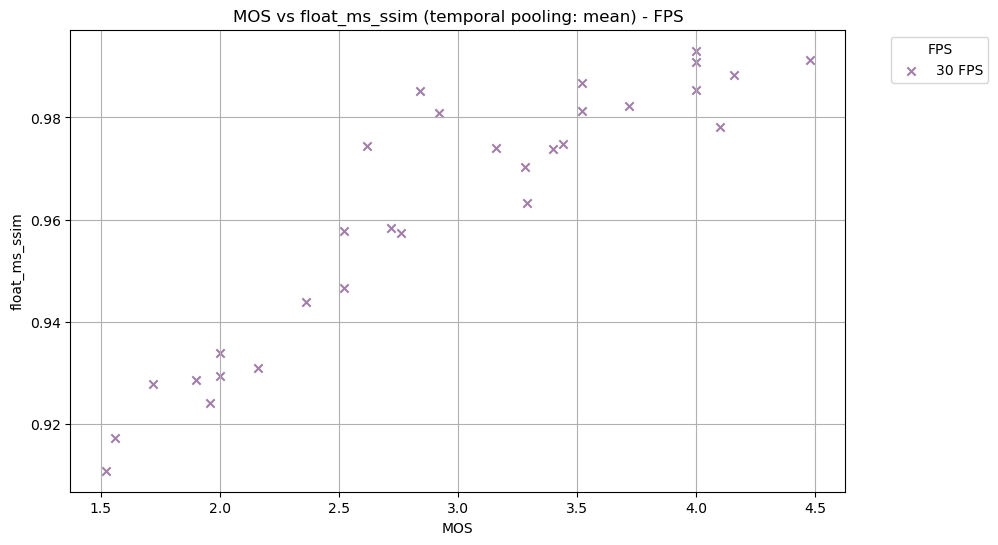 MOS vs float_ms_ssim (temporal pooling: mean) - FPS
FPS
30 FPS
float_ms_ssim
0.98
0.96
0.94
0.92
1.5 2.0 2.5 3.0 3.5 4.0 4.5
MOS